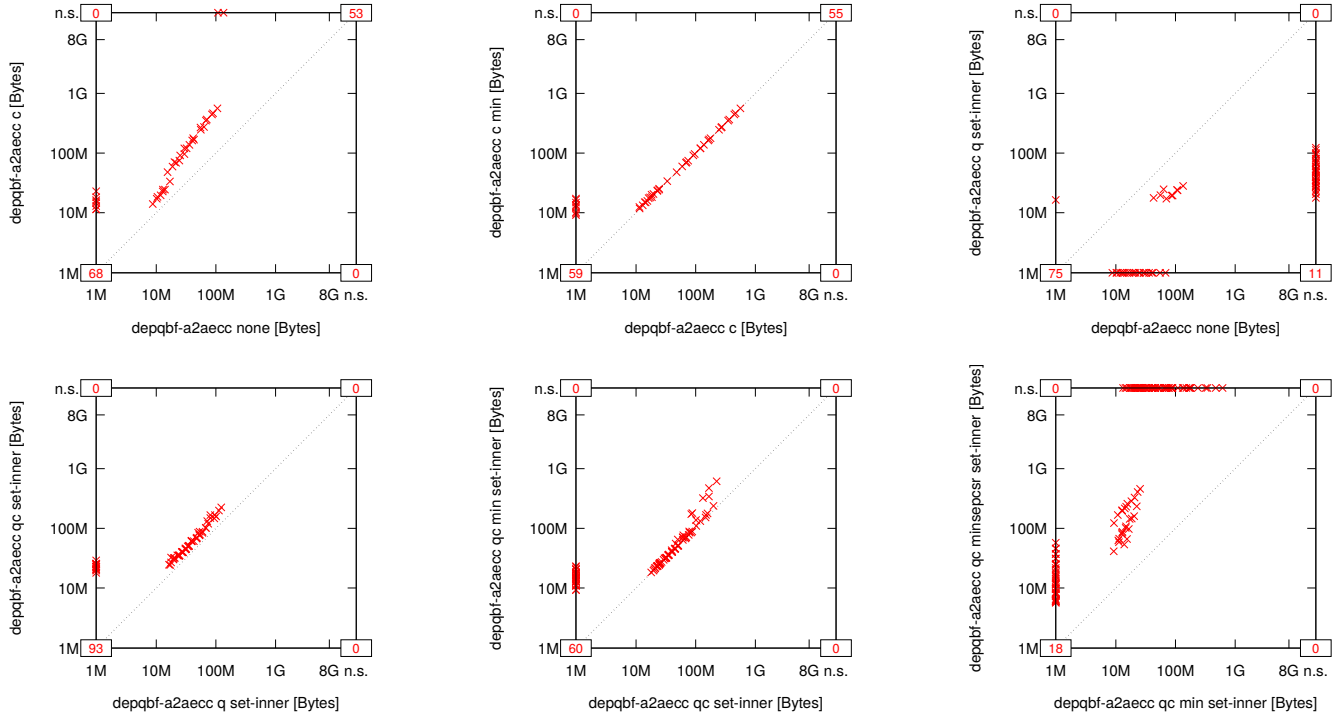 n.s. 0 53
8G
1G
100M
10M
1M 68 0
1M 10M 100M 1G 8G n.s.
depqbf-a2aecc c [Bytes]
depqbf-a2aecc none [Bytes]
n.s. 0 55
8G
1G
100M
10M
1M 59 0
1M 10M 100M 1G 8G n.s.
depqbf-a2aecc c min [Bytes]
depqbf-a2aecc c [Bytes]
n.s. 0 0
8G
1G
100M
10M
1M 75 11
1M 10M 100M 1G 8G n.s.
depqbf-a2aecc q set-inner [Bytes]
depqbf-a2aecc none [Bytes]
n.s. 0 0
8G
1G
100M
10M
1M 93 0
1M 10M 100M 1G 8G n.s.
depqbf-a2aecc qc set-inner [Bytes]
depqbf-a2aecc q set-inner [Bytes]
n.s. 0 0
8G
1G
100M
10M
1M 60 0
1M 10M 100M 1G 8G n.s.
depqbf-a2aecc qc min set-inner [Bytes]
depqbf-a2aecc qc set-inner [Bytes]
n.s. 0 0
8G
1G
100M
10M
1M 18 0
1M 10M 100M 1G 8G n.s.
depqbf-a2aecc qc minsepcsr set-inner [Bytes]
depqbf-a2aecc qc min set-inner [Bytes]